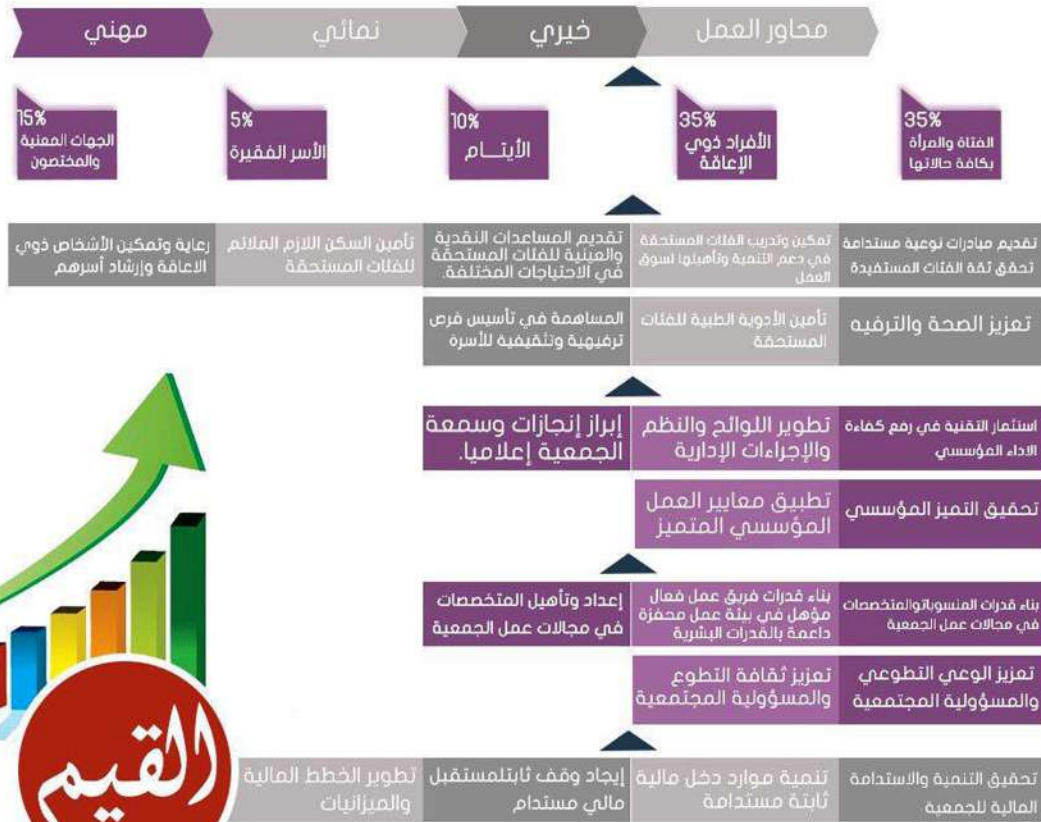 محاور العمل
خيري
نمائي
مهني
35%
الفتاة والمرأة
بكافة حالاتها
35%
الأفراد ذوي
الإعاقة
10%
الأيتـــام
5%
الأسر الفقيرة
15%
الجهات المعنية
والمختصون
تقديم مبادرات نوعية مستدامة
تحقق ثقة الفئات المستفيدة
تمكين وتدريب الفئات المستحقة
في دعم التنمية وتأهيلها لسوق
العمل
تقديم المساعدات النقدية
والعينية للفئات المستحقة
في الاحتياجات المختلفة.
تأمين السكن اللازم الملائم
للفئات المستحقة
رعاية وتمكين الأشخاص ذوي
الاعاقة وإرشاد أسرهم
تعزيز الصحة والترفيه
تأمين الأدوية الطبية للفئات
المستحقة
المساهمة في تأسيس فرص
ترفيهية وتثقيفية للأسرة
استثمار التقنية في رفع كفاءة
الاداء المؤسسي
تطوير اللوائح والنظم
والإجراءات الإدارية
إبراز إنجازات وسمعة
الجمعية إعلاميا.
تحقيق التميز المؤسسي
تطبيق معايير العمل
المؤسسي المتميز
بناء قدرات المنسوباتوالمتخصصات
في مجالات عمل الجمعية
بناء قدرات فريق عمل فعال
مؤهل في بيئة عمل محفزة
داعمة بالقدرات البشرية
إعداد وتأهيل المتخصصات
في مجالات عمل الجمعية
تعزيز الوعي التطوعي
والمسؤولية المجتمعية
تعزيز ثقافة التطوع
والمسؤولية المجتمعية
تحقيق التنمية والاستدامة
المالية للجمعية
تنمية موارد دخل مالية
ثابتة مستدامة
إيجاد وقف ثابتلمستقبل
مالي مستدام
تطوير الخطط المالية
والميزانيات
القيم